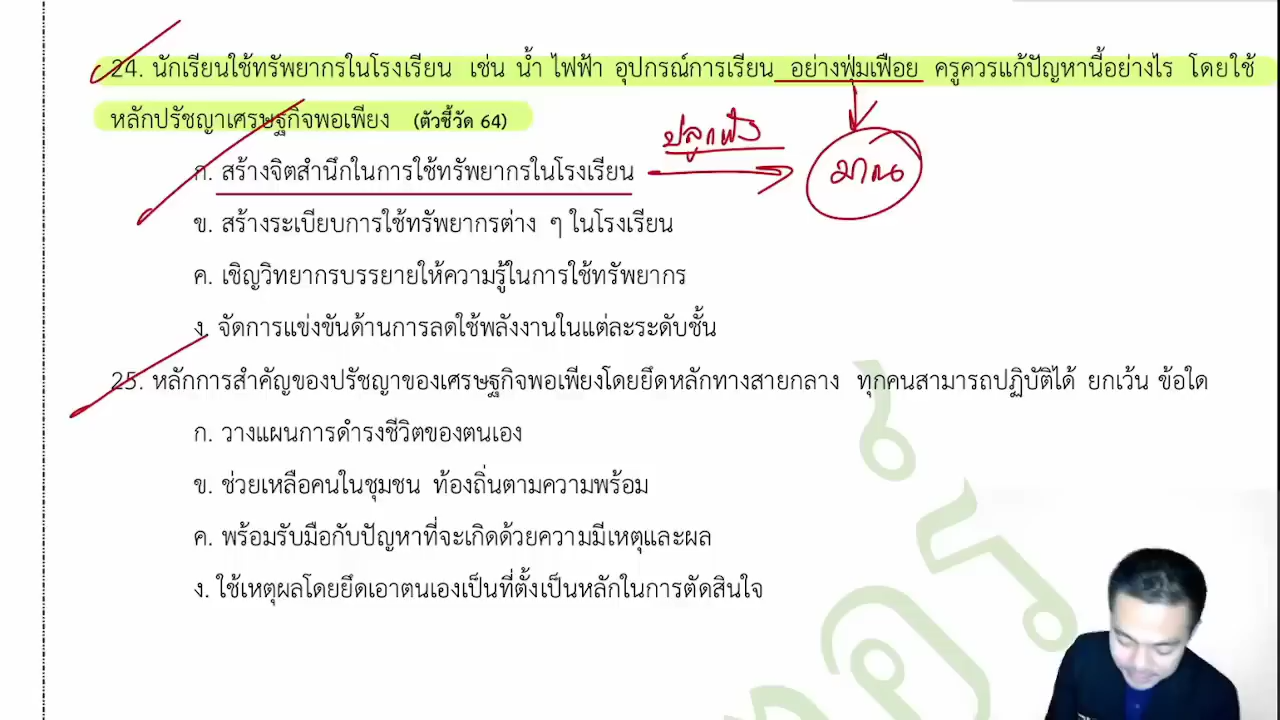 24. นักเรียนใช้ทรัพยากรในโรงเรียน เช่น น้ำ ไฟฟ้า อุปกรณ์การเรียน อย่างฟุ่มเฟือย ครูควรแก้ปัญหานี้อย่างไร โดยใช้
หลักปรัชญาเศรษฐกิจพอเพียง (ตัวชี้วัด 64)
ปลูกฝัง
ก. สร้างจิตสำนึกในการใช้ทรัพยากรในโรงเรียน
ข. สร้างระเบียบการใช้ทรัพยากรต่าง ๆ ในโรงเรียน
ค. เชิญวิทยากรบรรยายให้ความรู้ในการใช้ทรัพยากร
ง. จัดการแข่งขันด้านการลดใช้พลังงานในแต่ละระดับชั้น
25. หลักการสำคัญของปรัชญาของเศรษฐกิจพอเพียงโดยยึดหลักทางสายกลาง ทุกคนสามารถปฏิบัติได้ ยกเว้น ข้อใด
ก. วางแผนการดำรงชีวิตของตนเอง
ข. ช่วยเหลือคนในชุมชน ท้องถิ่นตามความพร้อม
ค. พร้อมรับมือกับปัญหาที่จะเกิดด้วยความมีเหตุและผล
ง. ใช้เหตุผลโดยยึดเอาตนเองเป็นที่ตั้งเป็นหลักในการตัดสินใจ